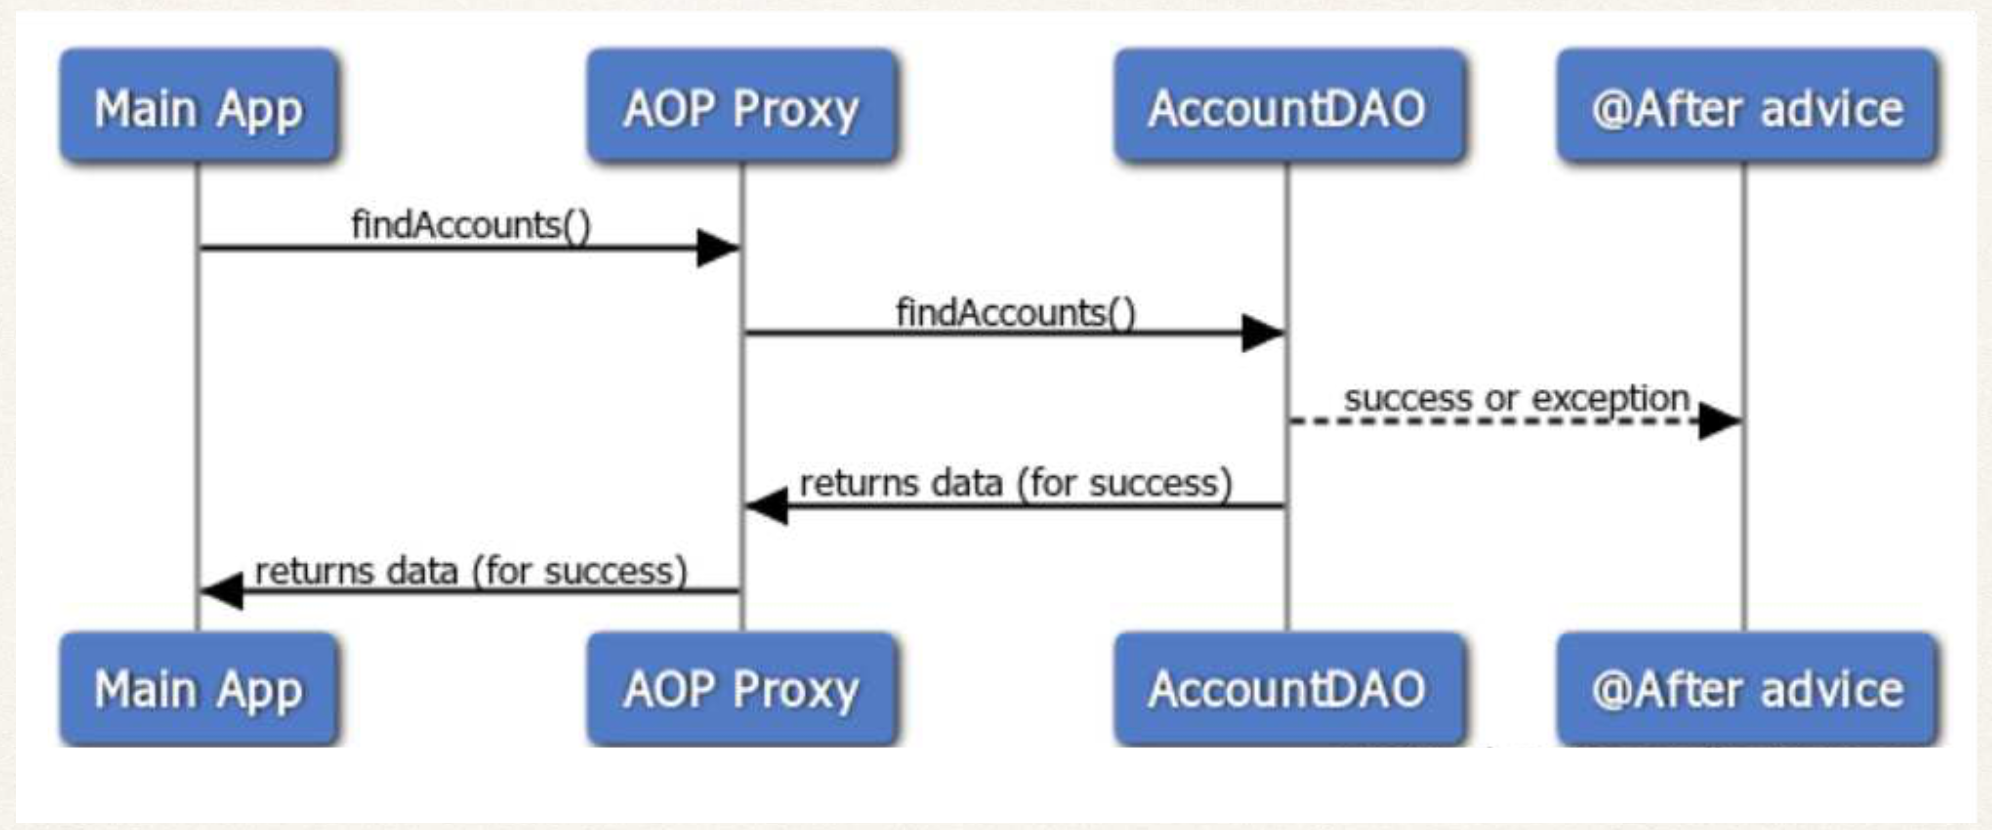 Main App
AOP Proxy
AccountDAO
@After advice
findAccounts()
findAccounts()
success or exception
returns data (for success)
returns data (for success)
Main App
AOP Proxy
AccountDAO
@After advice